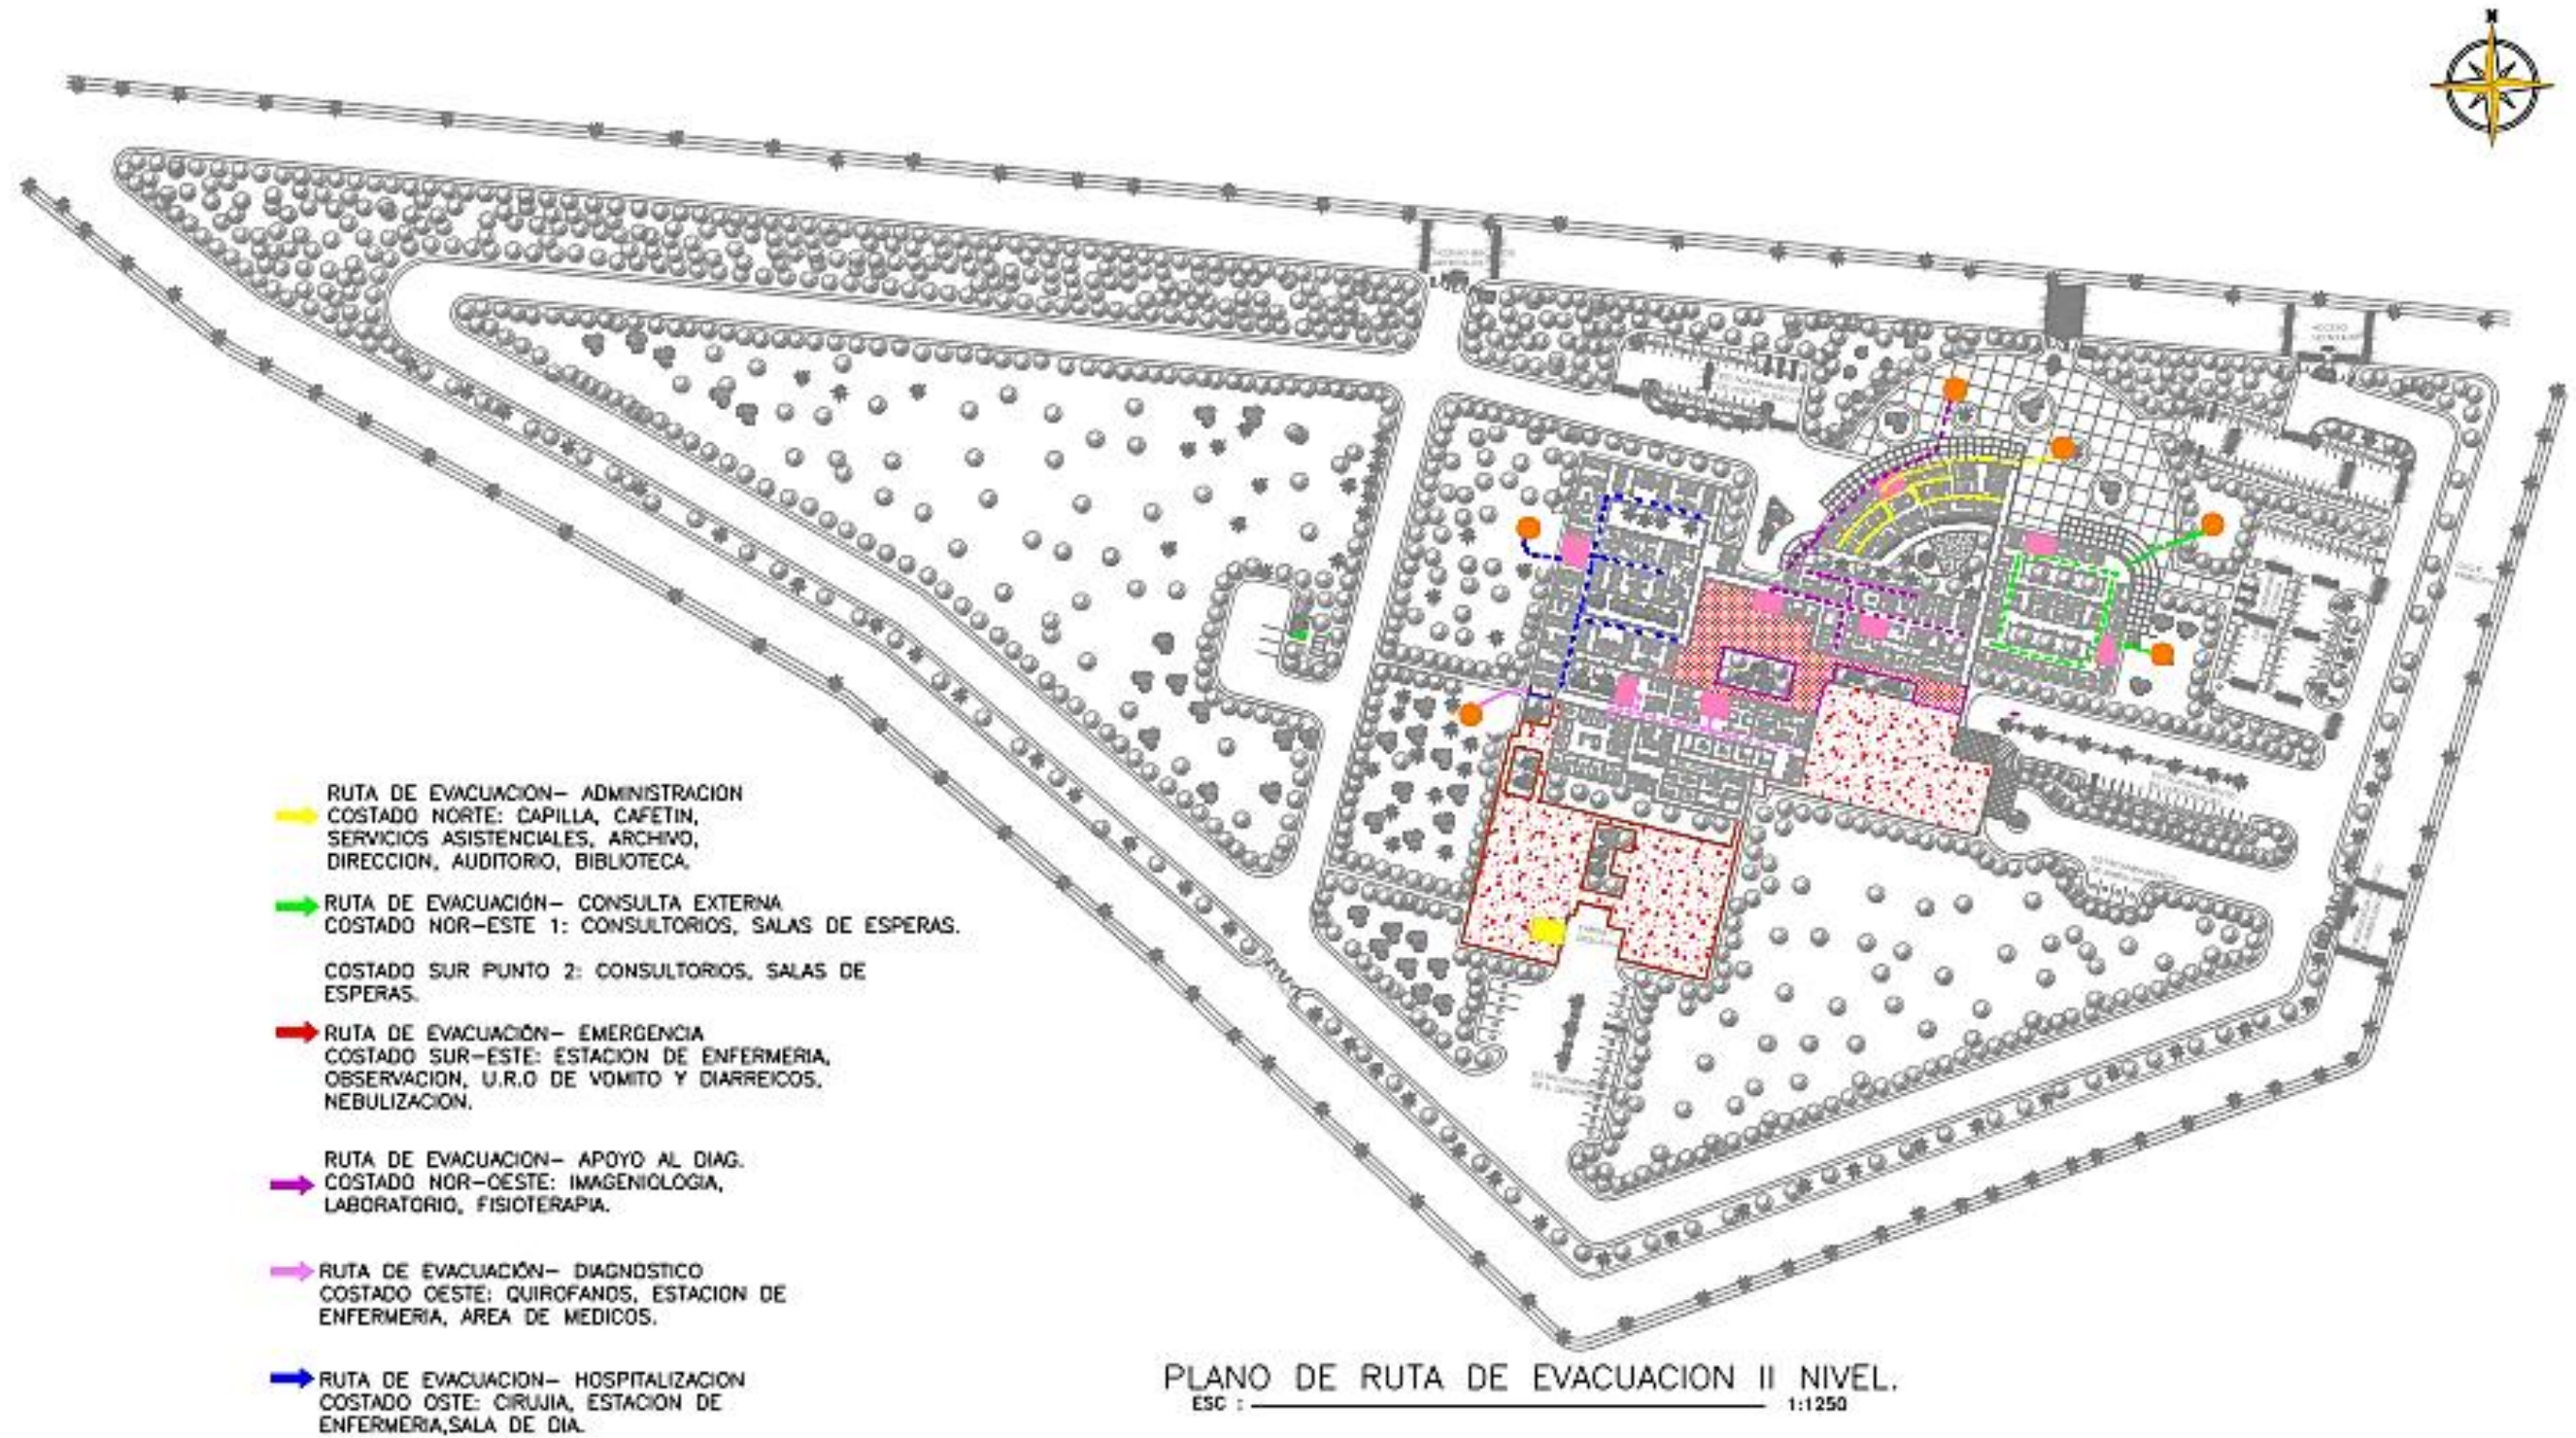 N
RUTA DE EVACUACION- ADMINISTRACION
COSTADO NORTE: CAPILLA, CAFETIN,
SERVICIOS ASISTENCIALES, ARCHIVO,
DIRECCION, AUDITORIO, BIBLIOTECA.
RUTA DE EVACUACIÓN- CONSULTA EXTERNA
COSTADO NOR-ESTE 1: CONSULTORIOS, SALAS DE ESPERAS.
COSTADO SUR PUNTO 2: CONSULTORIOS, SALAS DE
ESPERAS.
RUTA DE EVACUACIÓN- EMERGENCIA
COSTADO SUR-ESTE: ESTACION DE ENFERMERIA,
OBSERVACION, U.R.O DE VOMITO Y DIARREICOS,
NEBULIZACION.
RUTA DE EVACUACION- APOYO AL DIAG.
COSTADO NOR-OESTE: IMAGENIOLOGIA,
LABORATORIO, FISIOTERAPIA.
RUTA DE EVACUACIÓN- DIAGNOSTICO
COSTADO OESTE: QUIROFANOS, ESTACION DE
ENFERMERIA, AREA DE MEDICOS.
RUTA DE EVACUACION- HOSPITALIZACION
COSTADO OSTE: CIRUJIA, ESTACION DE
ENFERMERIA,SALA DE DIA.
PLANO DE RUTA DE EVACUACION II NIVEL.
ESC : 1:1250